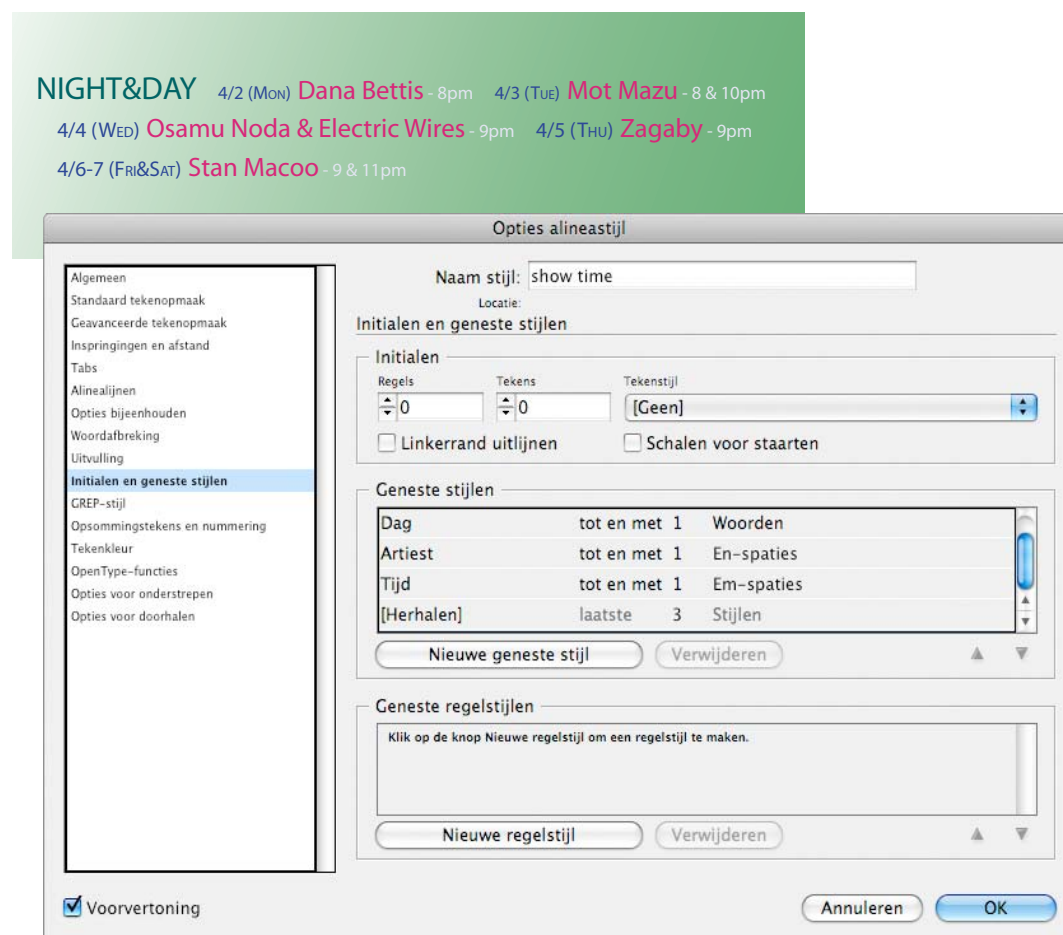 NIGHT&DAY 4/2 (MON) Dana Bettis - 8pm 4/3 (TUE) Mot Mazu - 8 & 10pm
4/4 (WED) Osamu Noda & Electric Wires - 9pm 4/5 (THU) Zagaby - 9pm
4/6-7 (FRI&SAT) Stan Macoo - 9 & 11pm
Opties alineastijl
Algemeen
Standaard tekenopmaak
Geavanceerde tekenopmaak
Inspringingen en afstand
Tabs
Alinealijnen
Opties bijeenhouden
Woordafbreking
Uitvulling
Initialen en geneste stijlen
GREP-stijl
Opsommingstekens en nummering
Tekenkleur
OpenType-functies
Opties voor onderstrepen
Opties voor doorhalen
Naam stijl: show time
Locatie:
Initialen en geneste stijlen
Initialen
Regels Tekens Tekenstijl
0 0 [Geen]
Linkerrand uitlijnen Schalen voor staarten
Geneste stijlen
Dag tot en met 1 Woorden
Artiest tot en met 1 En-spaties
Tijd tot en met 1 Em-spaties
[Herhalen] laatste 3 Stijlen
Nieuwe geneste stijl Verwijderen
Geneste regelstijlen
Klik op de knop Nieuwe regelstijl om een regelstijl te maken.
Nieuwe regelstijl Verwijderen
Voorvertoning Annuleren OK